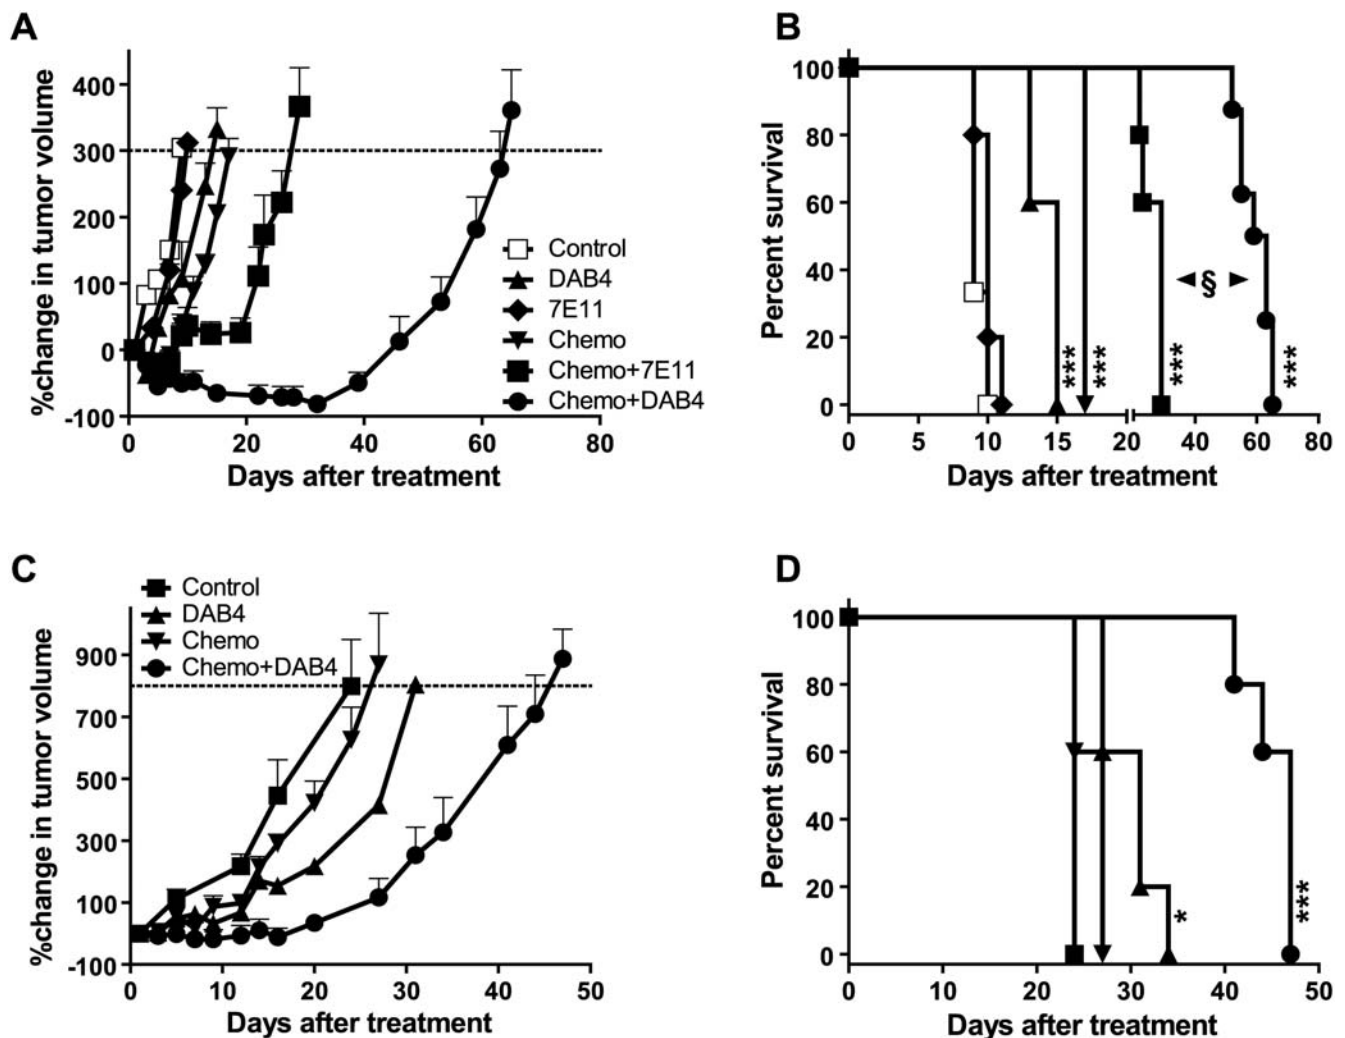 A
%change in tumor volume
400
300
200
100
0
-100
0 20 40 60 80
Days after treatment
Control
DAB4
7E11
Chemo
Chemo+7E11
Chemo+DAB4
B
Percent survival
100
80
60
40
20
0
0 5 10 15 20 40 60 80
Days after treatment
***
***
***
§
***
C
Control
DAB4
Chemo
Chemo+DAB4
%change in tumor volume
900
700
500
300
100
-100
0 10 20 30 40 50
Days after treatment
D
Percent survival
100
80
60
40
20
0
0 10 20 30 40 50
Days after treatment
*
***